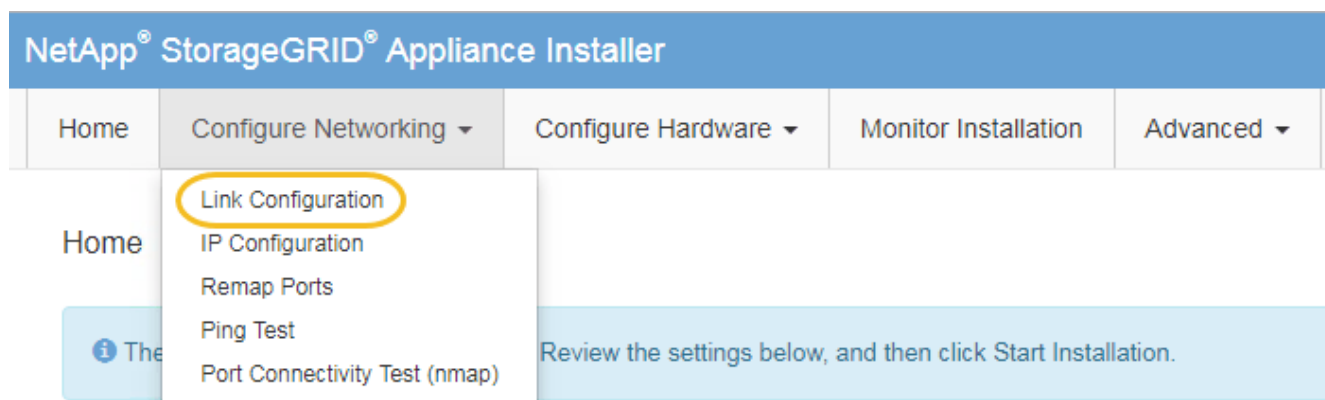 NetApp® StorageGRID® Appliance Installer
Home Configure Networking Configure Hardware Monitor Installation Advanced
Link Configuration
Home IP Configuration
Remap Ports
Ping Test
The Review the settings below, and then click Start Installation.
Port Connectivity Test (nmap)